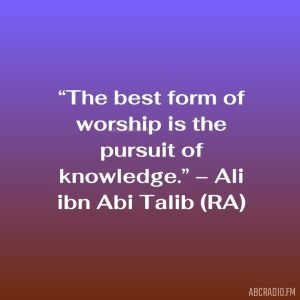 “The best form of
worship is the
pursuit of
knowledge.” – Ali
ibn Abi Talib (RA)
ABCRADIO.FM